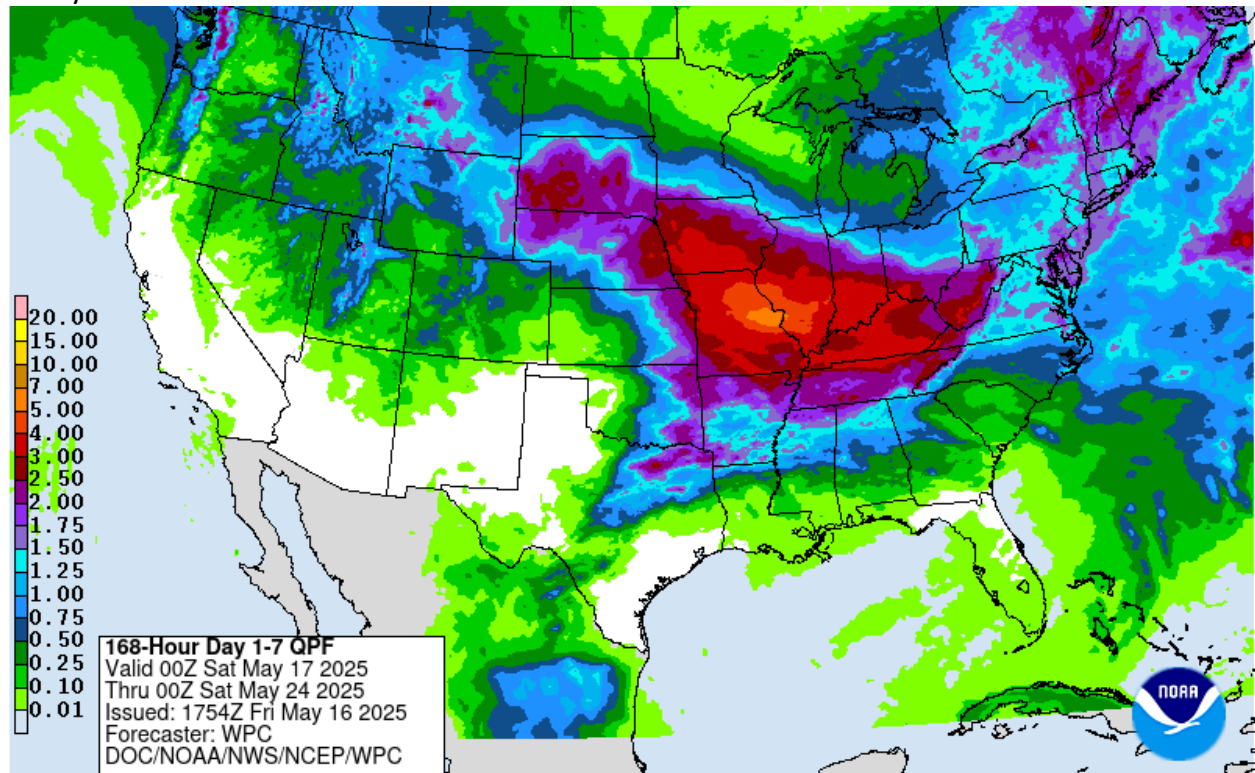 20.00
15.00
10.00
7.00
5.00
4.00
3.00
2.50
2.00
1.75
1.50
1.25
1.00
0.75
0.50
0.25
0.10
0.01
168-Hour Day 1-7 QPF
Valid 00Z Sat May 17 2025
Thru 00Z Sat May 24 2025
Issued: 1754Z Fri May 16 2025
Forecaster: WPC
DOC/NOAA/NWS/NCEP/WPC
NOAA